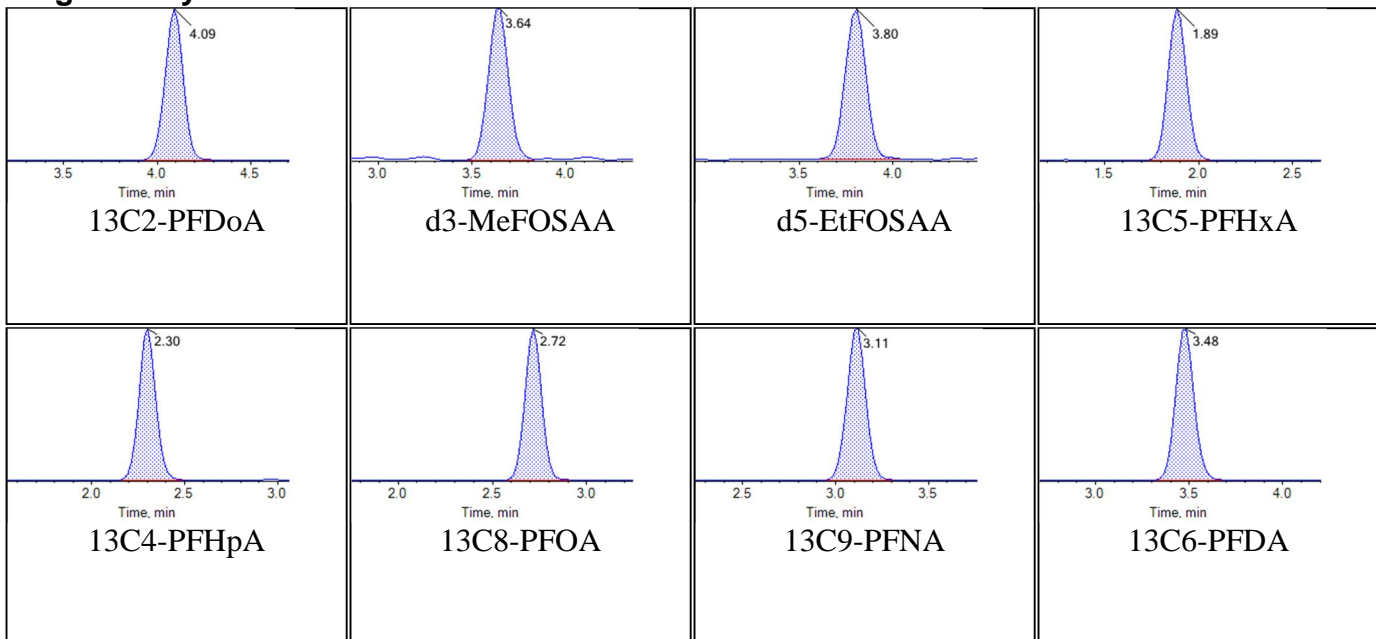 4.09
3.5 4.0 4.5
Time, min
13C2-PFDoA
3.64
3.0 3.5 4.0
Time, min
d3-MeFOSAA
3.80
3.5 4.0
Time, min
d5-EtFOSAA
1.89
1.5 2.0 2.5
Time, min
13C5-PFHxA
2.30
2.0 2.5 3.0
Time, min
13C4-PFHpA
2.72
2.0 2.5 3.0
Time, min
13C8-PFOA
3.11
2.5 3.0 3.5
Time, min
13C9-PFNA
3.48
3.0 3.5 4.0
Time, min
13C6-PFDA